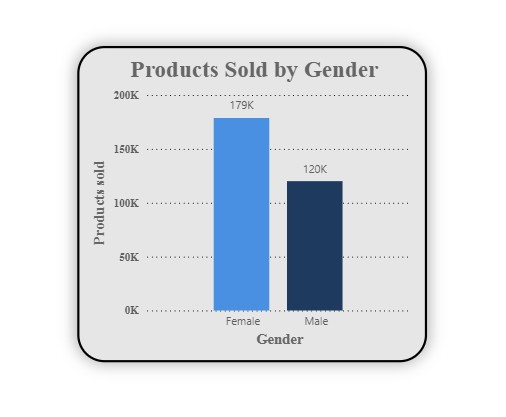 Products Sold by Gender
200K
179K
150K
120K
100K
50K
0K
Products sold
Female Male
Gender